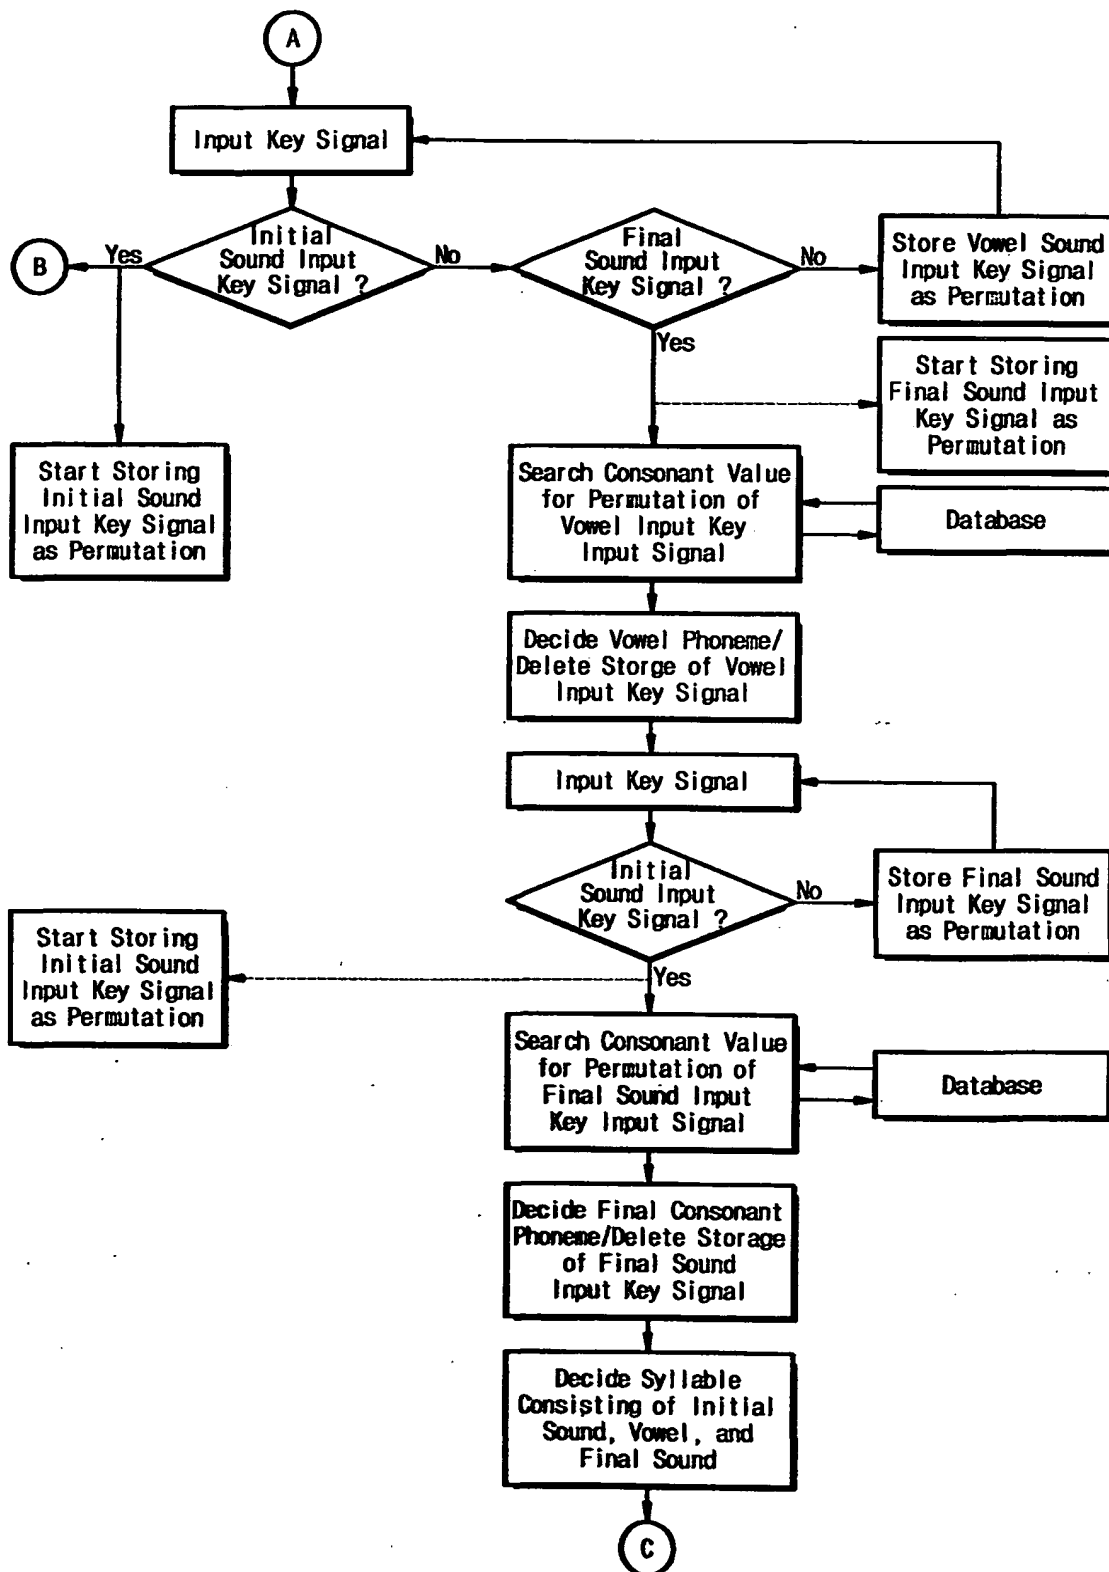 A
Input Key Signal
Initial
Sound Input
Key Signal ?
Yes
No
B
Final
Sound Input
Key Signal ?
No
Yes
Store Vowel Sound
Input Key Signal
as Permutation
Start Storing
Final Sound Input
Key Signal as
Permutation
Start Storing
Initial Sound
Input Key Signal
as Permutation
Search Consonant Value
for Permutation of
Vowel Input Key
Input Signal
Database
Decide Vowel Phoneme/
Delete Storge of Vowel
Input Key Signal
Input Key Signal
Initial
Sound Input
Key Signal ?
No
Yes
Store Final Sound
Input Key Signal
as Permutation
Start Storing
Initial Sound
Input Key Signal
as Permutation
Search Consonant Value
for Permutation of
Final Sound Input
Key Input Signal
Database
Decide Final Consonant
Phoneme/Delete Storage
of Final Sound
Input Key Signal
Decide Syllable
Consisting of Initial
Sound, Vowel, and
Final Sound
C